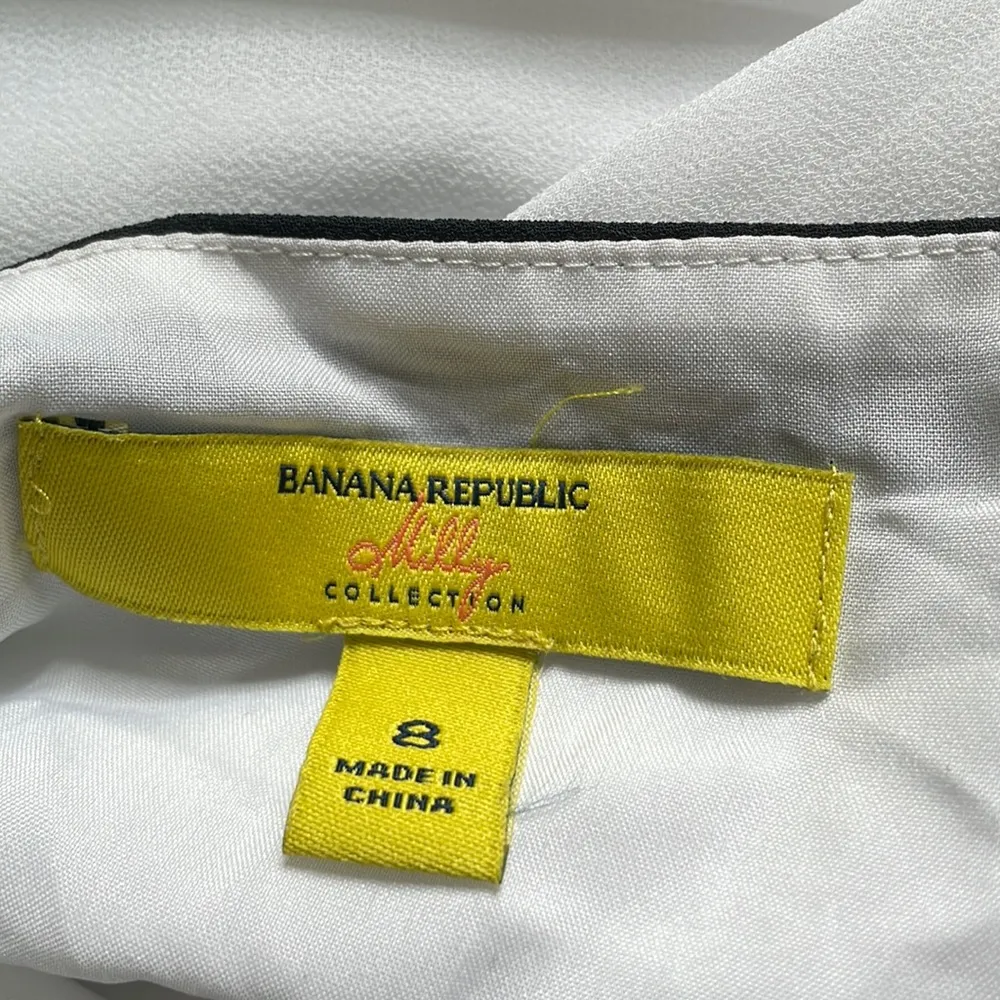 BANANA REPUBLIC
Milly
COLLECTION
8
MADE IN
CHINA